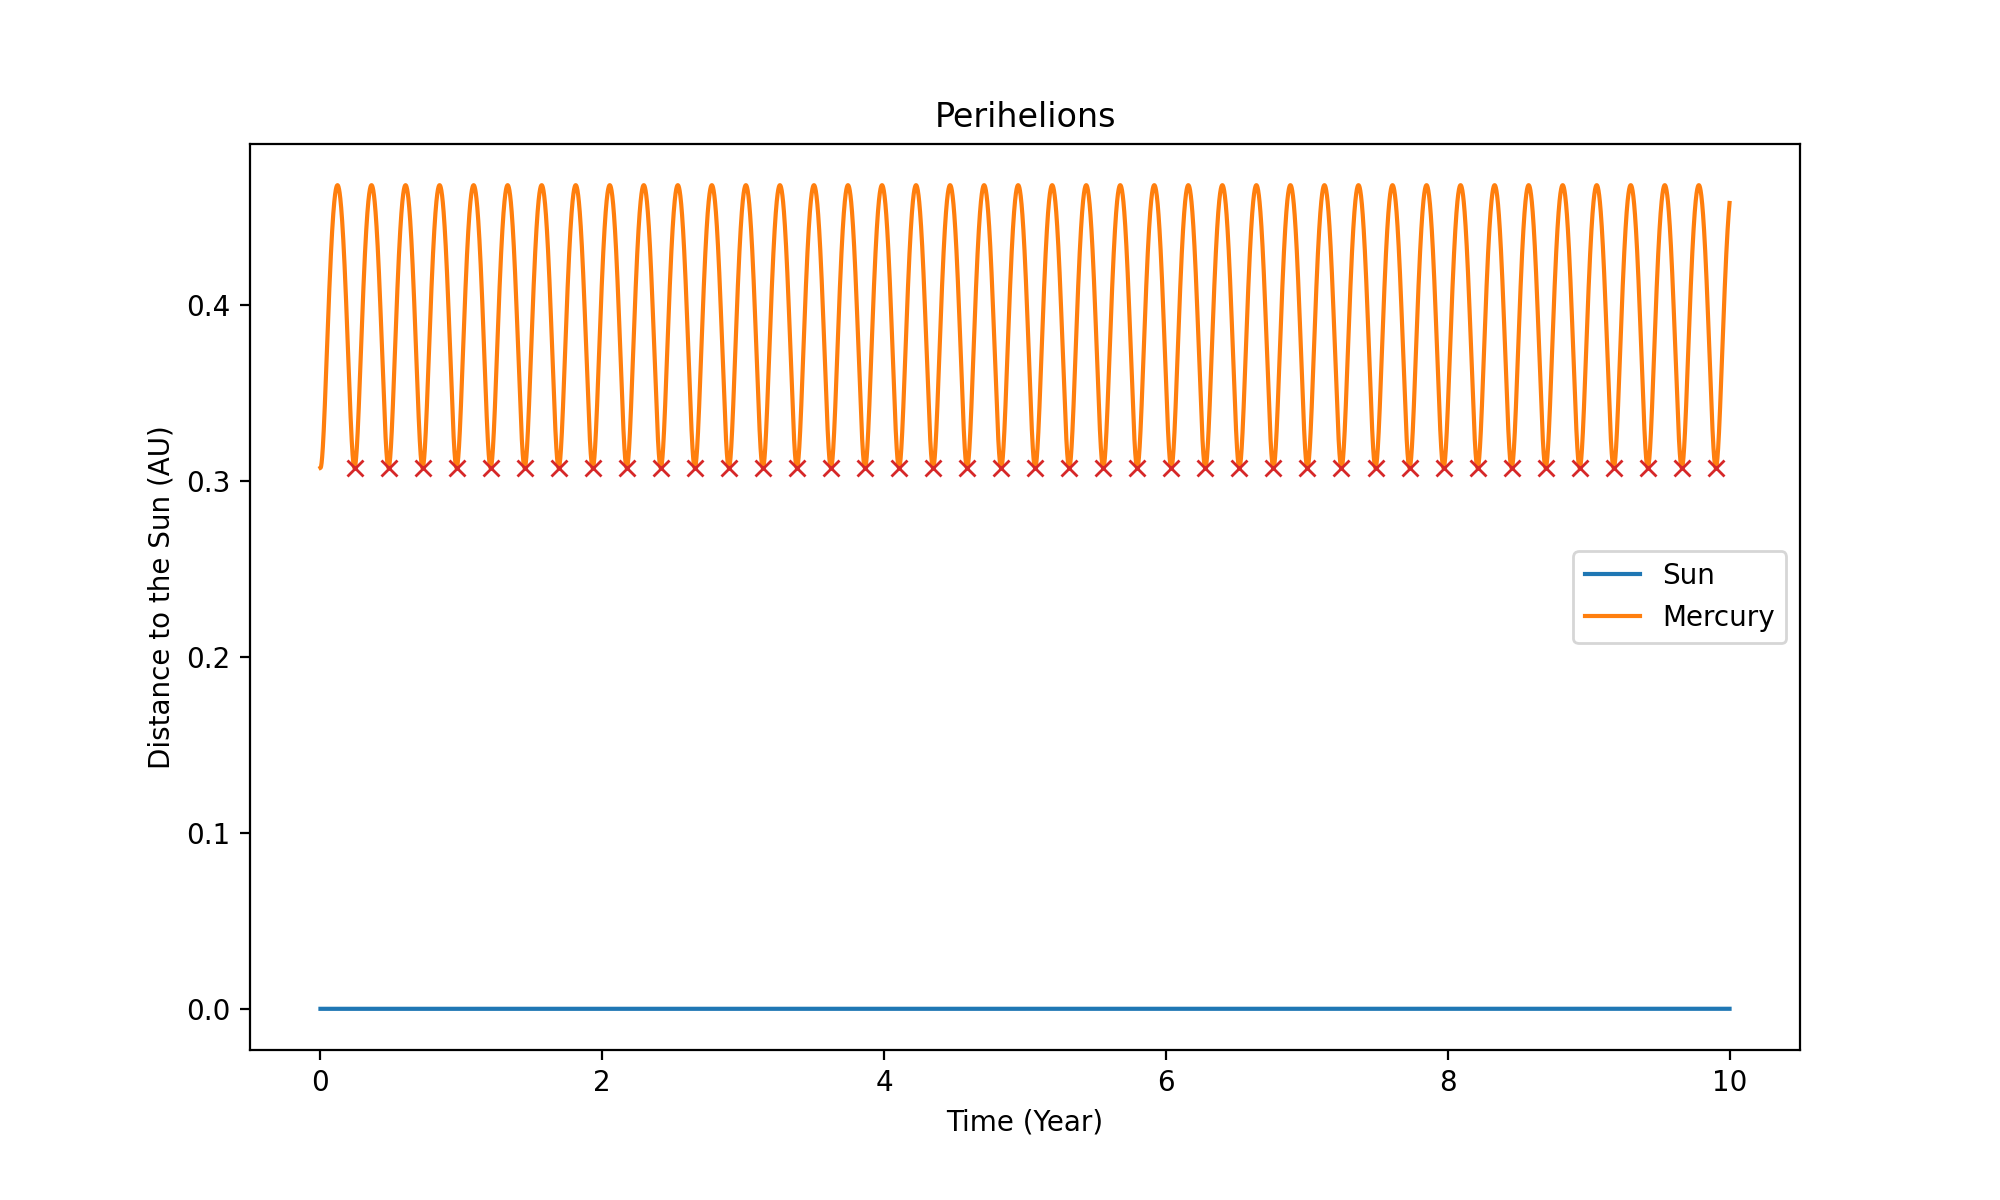 Perihelions
Distance to the Sun (AU)
0.4
0.3
0.2
0.1
0.0
Sun
Mercury
0 2 4 6 8 10
Time (Year)